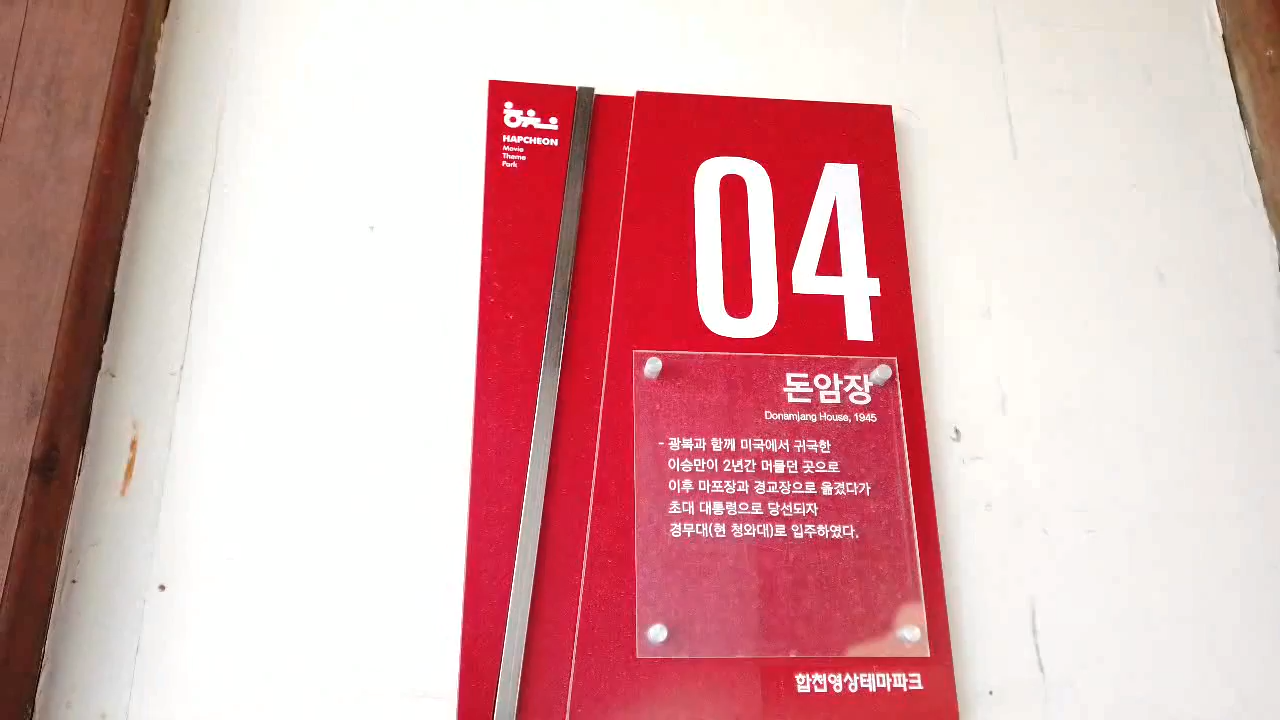 합천
HAPCHEON
Movie
Theme
Park
04
돈암장
Donamjang House, 1945
- 광복과 함께 미국에서 귀국한
이승만이 2년간 머물던 곳으로
이후 마포장과 경교장으로 옮겼다가
초대 대통령으로 당선되자
경무대(현 청와대)로 입주하였다.
합천영상테마파크